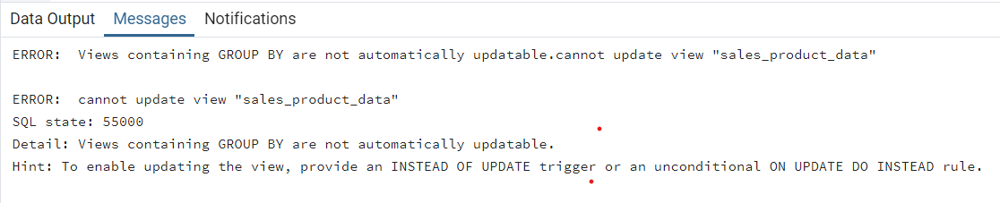 Data Output Messages Notifications
ERROR:  Views containing GROUP BY are not automatically updatable.cannot update view "sales_product_data"
ERROR:  cannot update view "sales_product_data"
SQL state: 55000
Detail: Views containing GROUP BY are not automatically updatable.
Hint: To enable updating the view, provide an INSTEAD OF UPDATE trigger or an unconditional ON UPDATE DO INSTEAD rule.